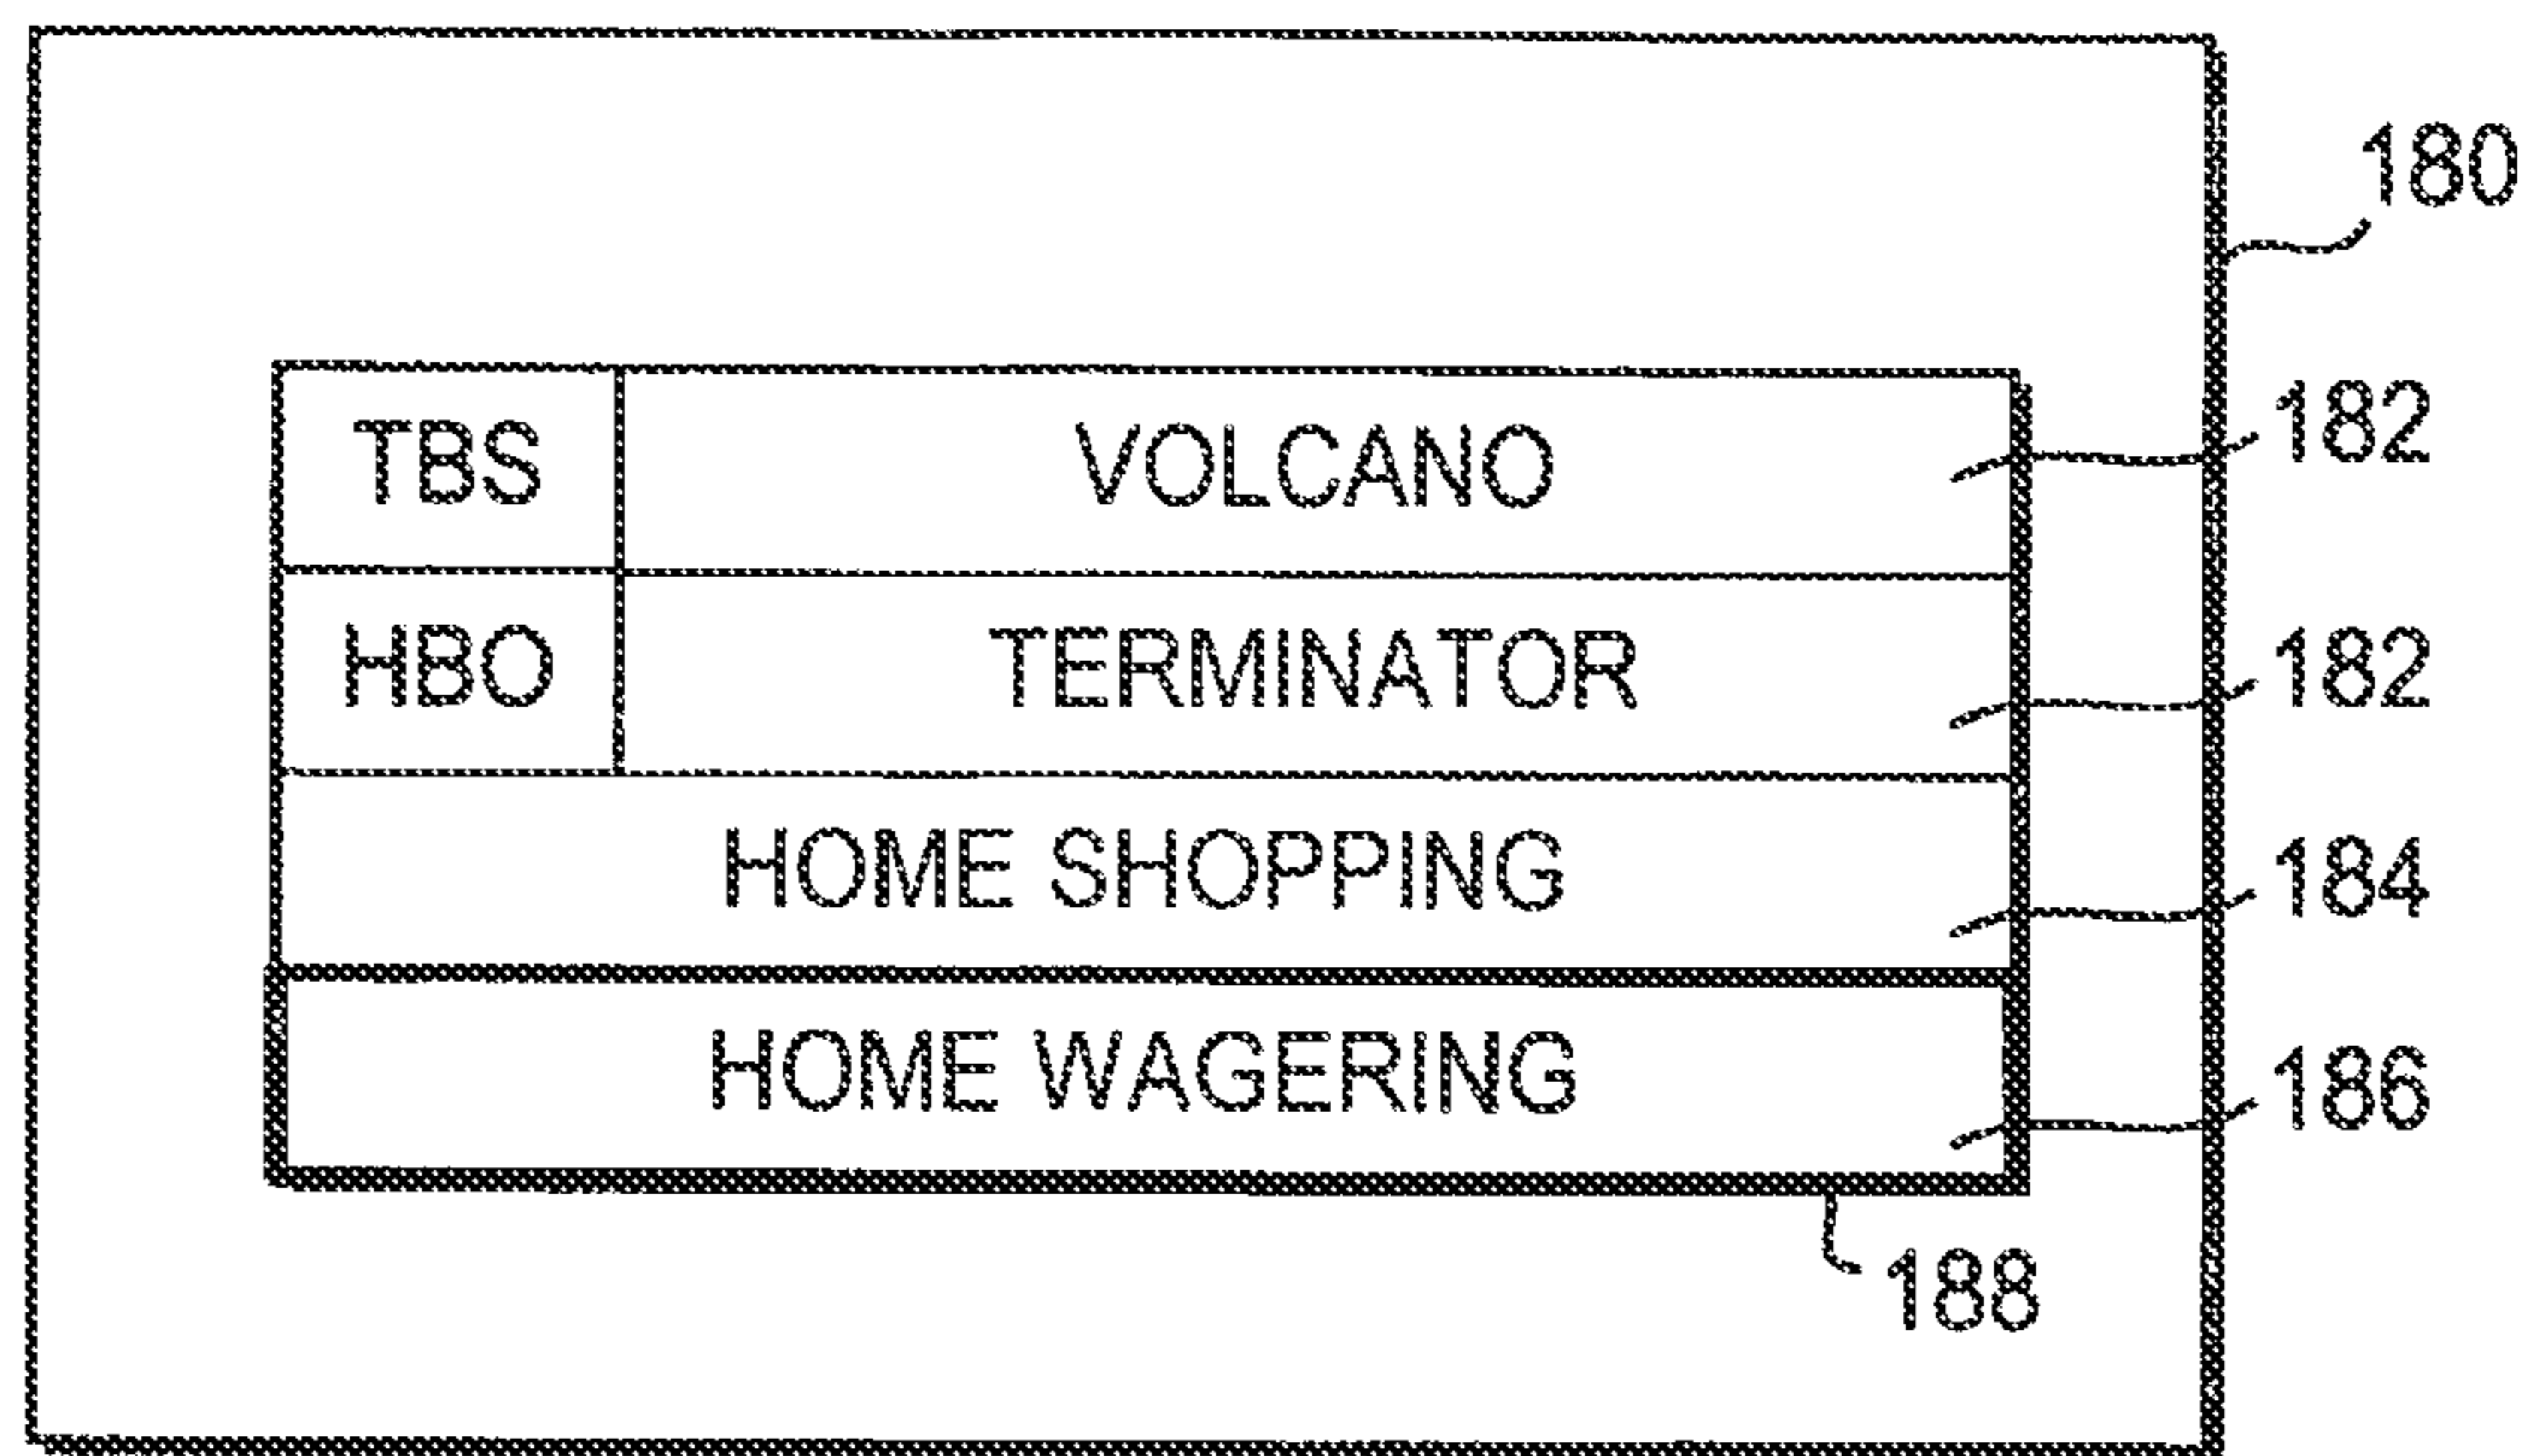 180
TBS VOLCANO 182
HBO TERMINATOR 182
HOME SHOPPING 184
HOME WAGERING 186
188